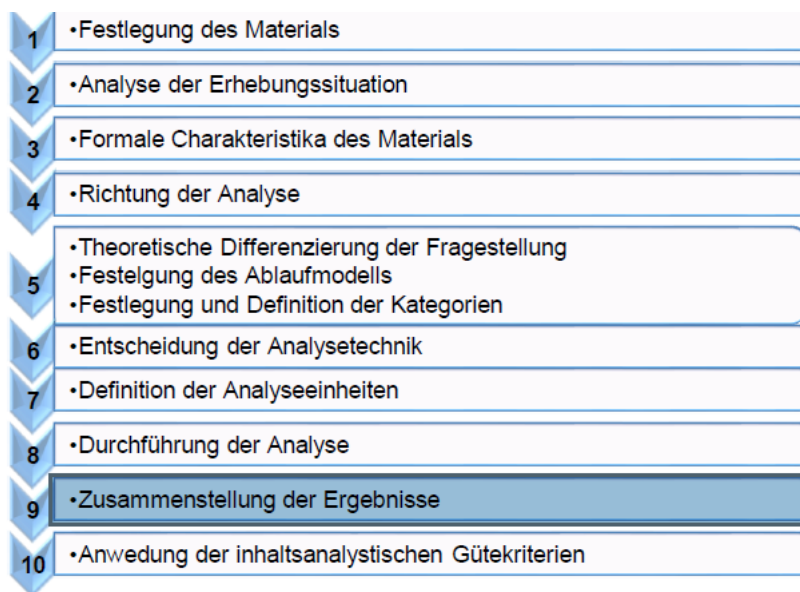 1 •Festlegung des Materials
2 •Analyse der Erhebungssituation
3 •Formale Charakteristika des Materials
4 •Richtung der Analyse
•Theoretische Differenzierung der Fragestellung
5 •Festelgung des Ablaufmodells
•Festlegung und Definition der Kategorien
6 •Entscheidung der Analysetechnik
7 •Definition der Analyseeinheiten
8 •Durchführung der Analyse
9 •Zusammenstellung der Ergebnisse
10 •Anwedung der inhaltsanalystischen Gütekriterien